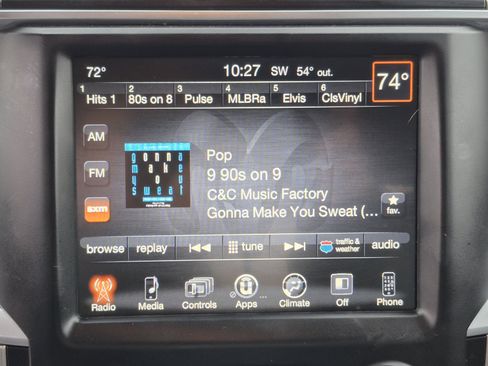 72° 10:27 SW 54° out. 74°
1 2 3 4 5 6
Hits 1 80s on 8 Pulse MLBRa Elvis ClsVinyl
AM
FM
sxm
gonna
make
you
sweat
Pop
9 90s on 9
C&C Music Factory
Gonna Make You Sweat (...
fav.
browse replay tune traffic & weather audio
Radio Media Controls Apps ... Climate Off Phone